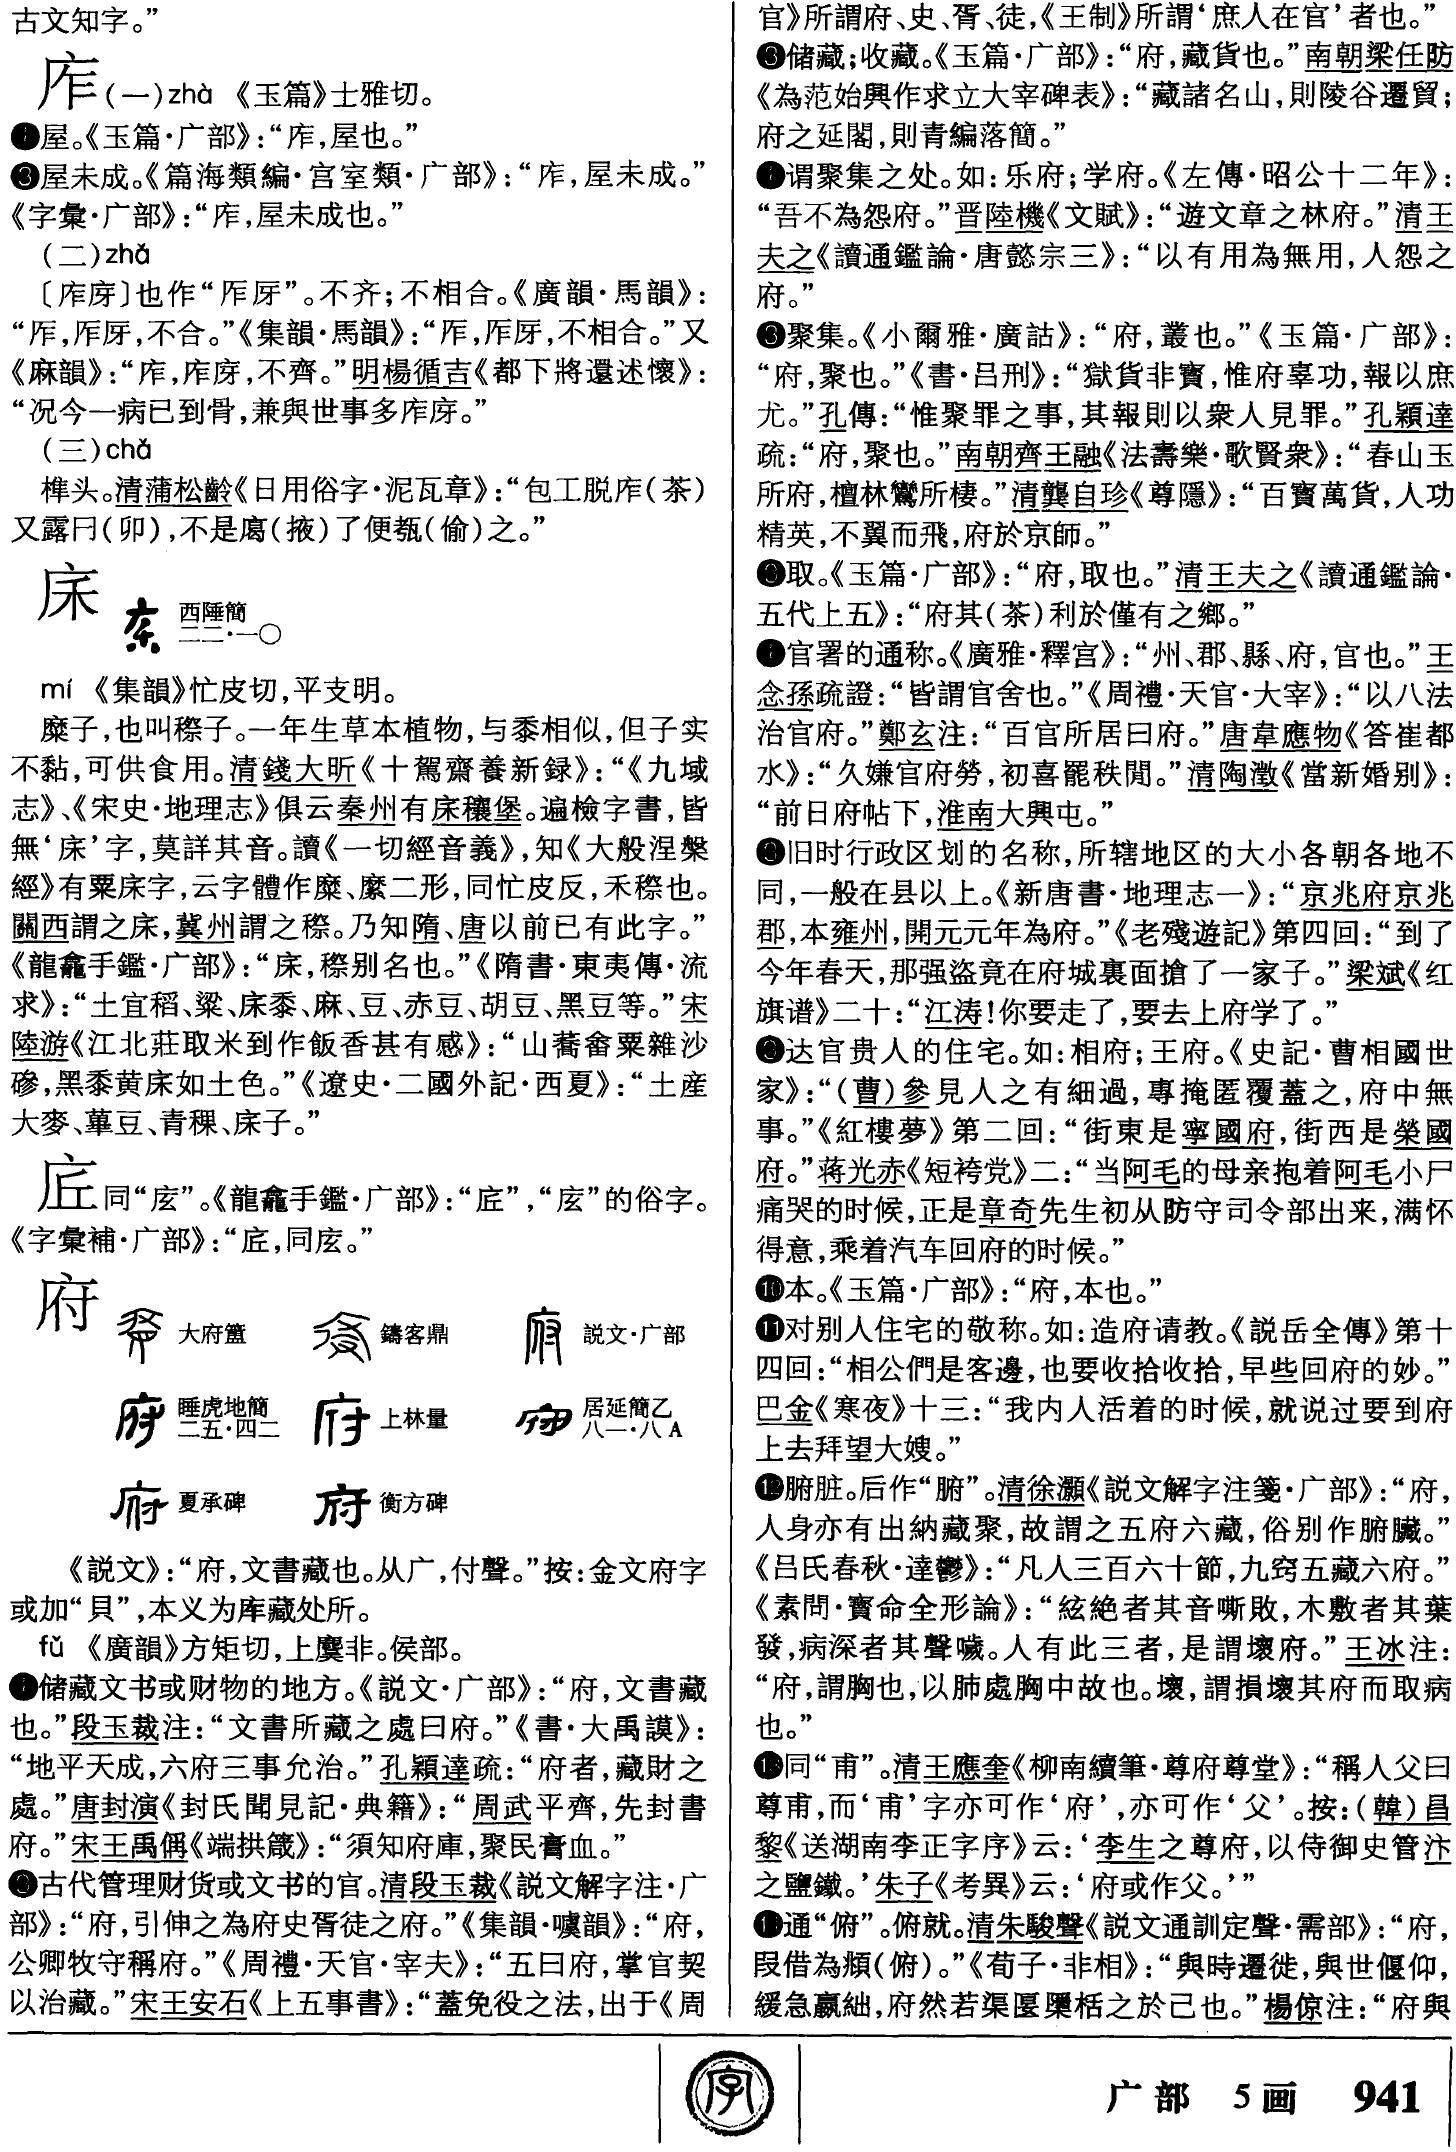 古文知字。”
庴(一)zhà 《玉篇》士雅切。
❶屋。《玉篇·广部》：“庴，屋也。”
❷屋未成。《篇海類編·宫室類·广部》：“庴，屋未成。”
《字彙·广部》：“庴，屋未成也。”
(二)zhǎ
〔厏庌〕也作“厏厊”。不齐；不相合。《廣韻·馬韻》：
“厏，厏厊，不合。”《集韻·馬韻》：“厏，厏厊，不相合。”又
《麻韻》：“庴，庴庌，不齊。”明楊循吉《都下將還述懷》：
“况今一病已到骨，兼與世事多庴庌。”
(三)chǎ
榫头。清蒲松齡《日用俗字·泥瓦章》：“包工脱庴(茶)
又露(卯)，不是(掖)了便(偷)之。”
床 西陲簡
二二·一〇
mí 《集韻》忙皮切，平支明。
糜子，也叫穄子。一年生草本植物，与黍相似，但子实
不黏，可供食用。清錢大昕《十駕齋養新録》：“《九域
志》、《宋史·地理志》俱云秦州有床穰堡。遍檢字書，皆
無‘床’字，莫詳其音。讀《一切經音義》，知《大般涅槃
經》有粟床字，云字體作糜、䊳二形，同忙皮反，禾穄也。
關西謂之床，冀州謂之穄。乃知隋、唐以前已有此字。”
《龍龕手鑑·广部》：“床，穄别名也。”《隋書·東夷傳·流
求》：“土宜稻、粱、床黍、麻、豆、赤豆、胡豆、黑豆等。”宋
陸游《江北莊取米到作飯香甚有感》：“山蕎畬粟雜沙
磣，黑黍黄床如土色。”《遼史·二國外記·西夏》：“土産
大麥、蓽豆、青稞、床子。”
㡸同“庅”。《龍龕手鑑·广部》：“㡸”，“庅”的俗字。
《字彙補·广部》：“㡸，同庅。”
府 大府簠 鑄客鼎 説文·广部
睡虎地簡
二五·四二 上林量 居延簡乙
八一·八A
夏承碑 衡方碑
《説文》：“府，文書藏也。从广，付聲。”按：金文府字
或加“貝”，本义为库藏处所。
fǔ 《廣韻》方矩切，上麌非。侯部。
❶储藏文书或财物的地方。《説文·广部》：“府，文書藏
也。”段玉裁注：“文書所藏之處曰府。”《書·大禹謨》：
“地平天成，六府三事允治。”孔穎達疏：“府者，藏財之
處。”唐封演《封氏聞見記·典籍》：“周武平齊，先封書
府。”宋王禹偁《端拱箴》：“須知府庫，聚民膏血。”
❷古代管理财货或文书的官。清段玉裁《説文解字注·广
部》：“府，引伸之為府史胥徒之府。”《集韻·噳韻》：“府，
公卿牧守稱府。”《周禮·天官·宰夫》：“五曰府，掌官契
以治藏。”宋王安石《上五事書》：“蓋免役之法，出于《周
官》所謂府、史、胥、徒，《王制》所謂‘庶人在官’者也。”
❸储藏；收藏。《玉篇·广部》：“府，藏貨也。”南朝梁任昉
《為范始興作求立大宰碑表》：“藏諸名山，則陵谷遷貿；
府之延閣，則青編落簡。”
❹谓聚集之处。如：乐府；学府。《左傳·昭公十二年》：
“吾不為怨府。”晋陸機《文賦》：“遊文章之林府。”清王
夫之《讀通鑑論·唐懿宗三》：“以有用為無用，人怨之
府。”
❺聚集。《小爾雅·廣詁》：“府，叢也。”《玉篇·广部》：
“府，聚也。”《書·吕刑》：“獄貨非寶，惟府辜功，報以庶
尤。”孔傳：“惟聚罪之事，其報則以衆人見罪。”孔穎達
疏：“府，聚也。”南朝齊王融《法壽樂·歌賢衆》：“春山玉
所府，檀林鸞所棲。”清龔自珍《尊隱》：“百寶萬貨，人功
精英，不翼而飛，府於京師。”
❻取。《玉篇·广部》：“府，取也。”清王夫之《讀通鑑論·
五代上五》：“府其(茶)利於僅有之鄉。”
❼官署的通称。《廣雅·釋宫》：“州、郡、縣、府，官也。”王
念孫疏證：“皆謂官舍也。”《周禮·天官·大宰》：“以八法
治官府。”鄭玄注：“百官所居曰府。”唐韋應物《答崔都
水》：“久嫌官府勞，初喜罷秩閒。”清陶澂《當新婚别》：
“前日府帖下，淮南大興屯。”
❽旧时行政区划的名称，所辖地区的大小各朝各地不
同，一般在县以上。《新唐書·地理志一》：“京兆府京兆
郡，本雍州，開元元年為府。”《老殘遊記》第四回：“到了
今年春天，那强盗竟在府城裏面搶了一家子。”梁斌《红
旗谱》二十：“江涛！你要走了，要去上府学了。”
❾达官贵人的住宅。如：相府；王府。《史記·曹相國世
家》：“(曹)參見人之有細過，專掩匿覆蓋之，府中無
事。”《紅樓夢》第二回：“街東是寧國府，街西是榮國
府。”蒋光赤《短裤党》二：“当阿毛的母亲抱着阿毛小尸
痛哭的时候，正是章奇先生初从防守司令部出来，满怀
得意，乘着汽车回府的时候。”
❿本。《玉篇·广部》：“府，本也。”
⓫对别人住宅的敬称。如：造府请教。《説岳全傳》第十
四回：“相公們是客邊，也要收拾收拾，早些回府的妙。”
巴金《寒夜》十三：“我内人活着的时候，就说过要到府
上去拜望大嫂。”
⓬腑脏。后作“腑”。清徐灝《説文解字注箋·广部》：“府，
人身亦有出納藏聚，故謂之五府六藏，俗别作腑臟。”
《吕氏春秋·達鬱》：“凡人三百六十節，九窍五藏六府。”
《素問·寶命全形論》：“絃絶者其音嘶敗，木敷者其葉
發，病深者其聲噦。人有此三者，是謂壞府。”王冰注：
“府，謂胸也，以肺處胸中故也。壞，謂損壞其府而取病
也。”
⓭同“甫”。清王應奎《柳南續筆·尊府尊堂》：“稱人父曰
尊甫，而‘甫’字亦可作‘府’，亦可作‘父’。按：(韓)昌
黎《送湖南李正字序》云：‘李生之尊府，以侍御史管汴
之鹽鐵。’朱子《考異》云：‘府或作父。’”
⓮通“俯”。俯就。清朱駿聲《説文通訓定聲·需部》：“府，
叚借為頫(俯)。”《荀子·非相》：“與時遷徙，與世偃仰，
緩急嬴絀，府然若渠匽檃栝之於己也。”楊倞注：“府與
字
广部 5画 941